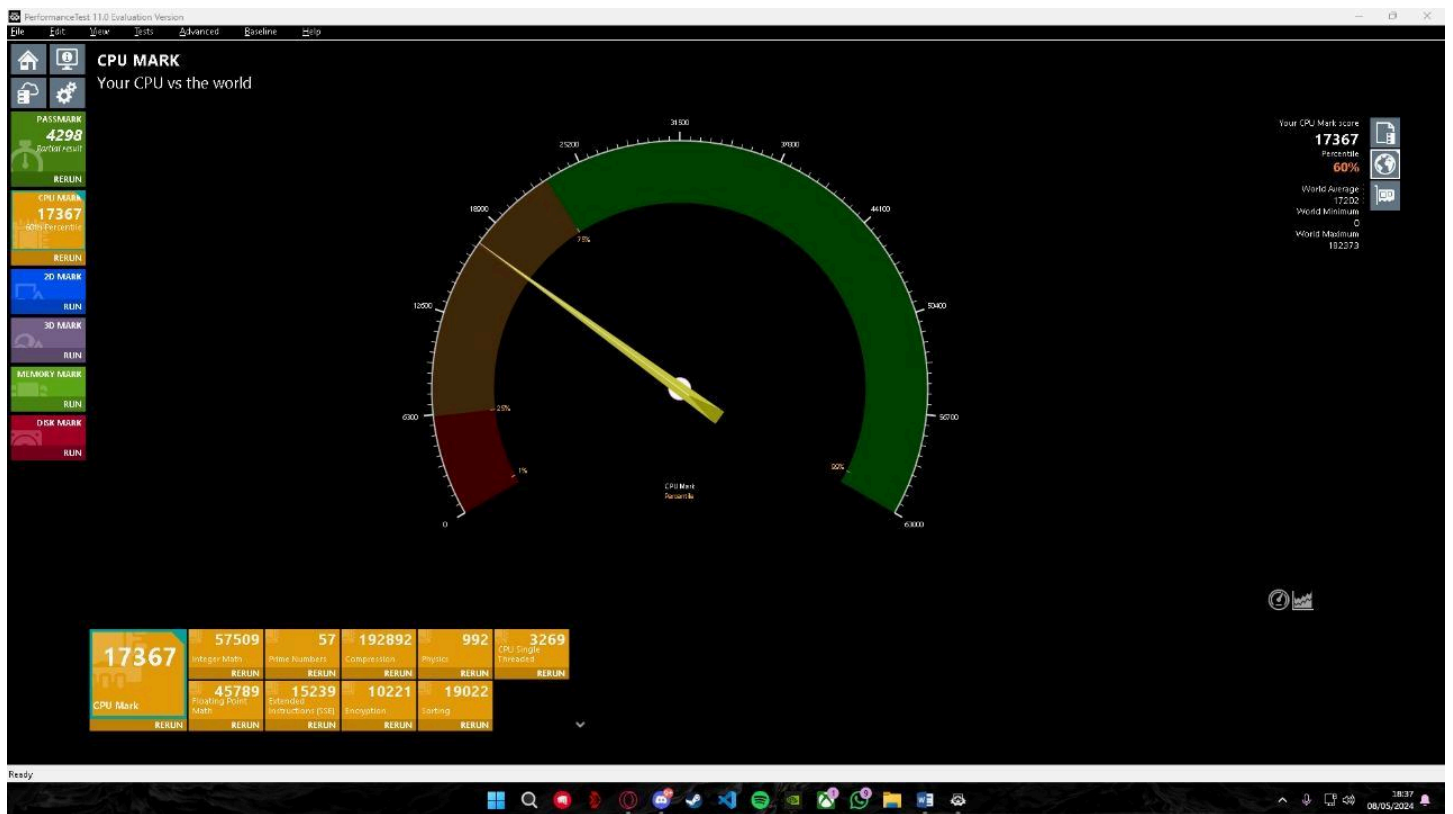 PerformanceTest 11.0 Evaluation Version
File Edit View Tests Advanced Baseline Help
CPU MARK
Your CPU vs the world
PASSMARK
4298
Partial result
RERUN
CPU MARK
17367
60th Percentile
RERUN
2D MARK
RUN
3D MARK
RUN
MEMORY MARK
RUN
DISK MARK
RUN
0
6300
12600
18900
25200
31500
44100
50400
56700
63000
1%
25%
75%
99%
CPU Mark
Percentile
Your CPU Mark score
17367
Percentile
60%
World Average
17202
World Minimum
0
World Maximum
182373
17367
CPU Mark
RERUN
57509
Integer Math
RERUN
57
Prime Numbers
RERUN
192892
Compression
RERUN
992
Physics
RERUN
3269
CPU Single
Threaded
RERUN
45789
Floating Point
Math
RERUN
15239
Extended
Instructions (SSE)
RERUN
10221
Encryption
RERUN
19022
Sorting
RERUN
Ready
18:37
08/05/2024